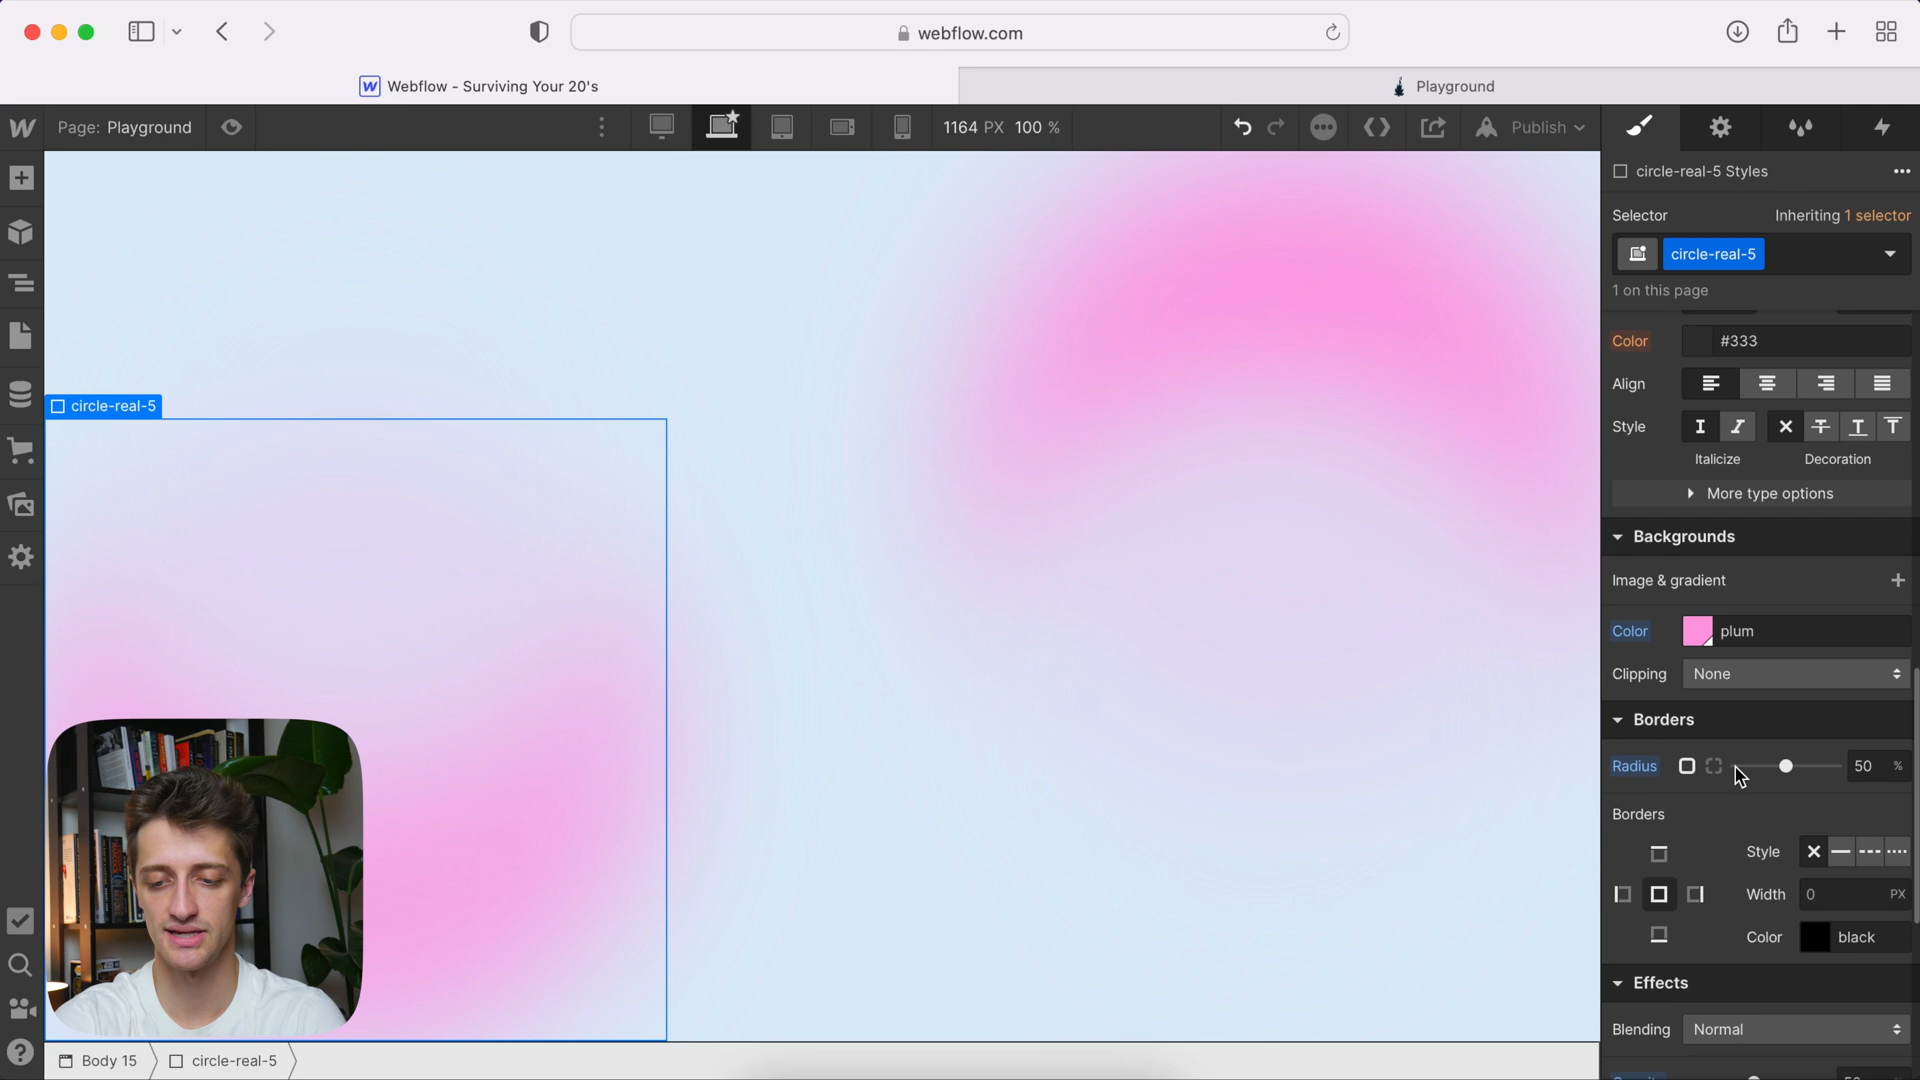 webflow.com
Webflow - Surviving Your 20's
Playground
Page: Playground
1164 PX 100 %
Publish
circle-real-5 Styles
Selector
Inheriting 1 selector
circle-real-5
1 on this page
Color
#333
Align
Style
Italicize
Decoration
More type options
Backgrounds
Image & gradient
Color
plum
Clipping
None
Borders
Radius
50 %
Borders
Style
Width
0 PX
Color
black
Effects
Blending
Normal
circle-real-5
Body 15
circle-real-5